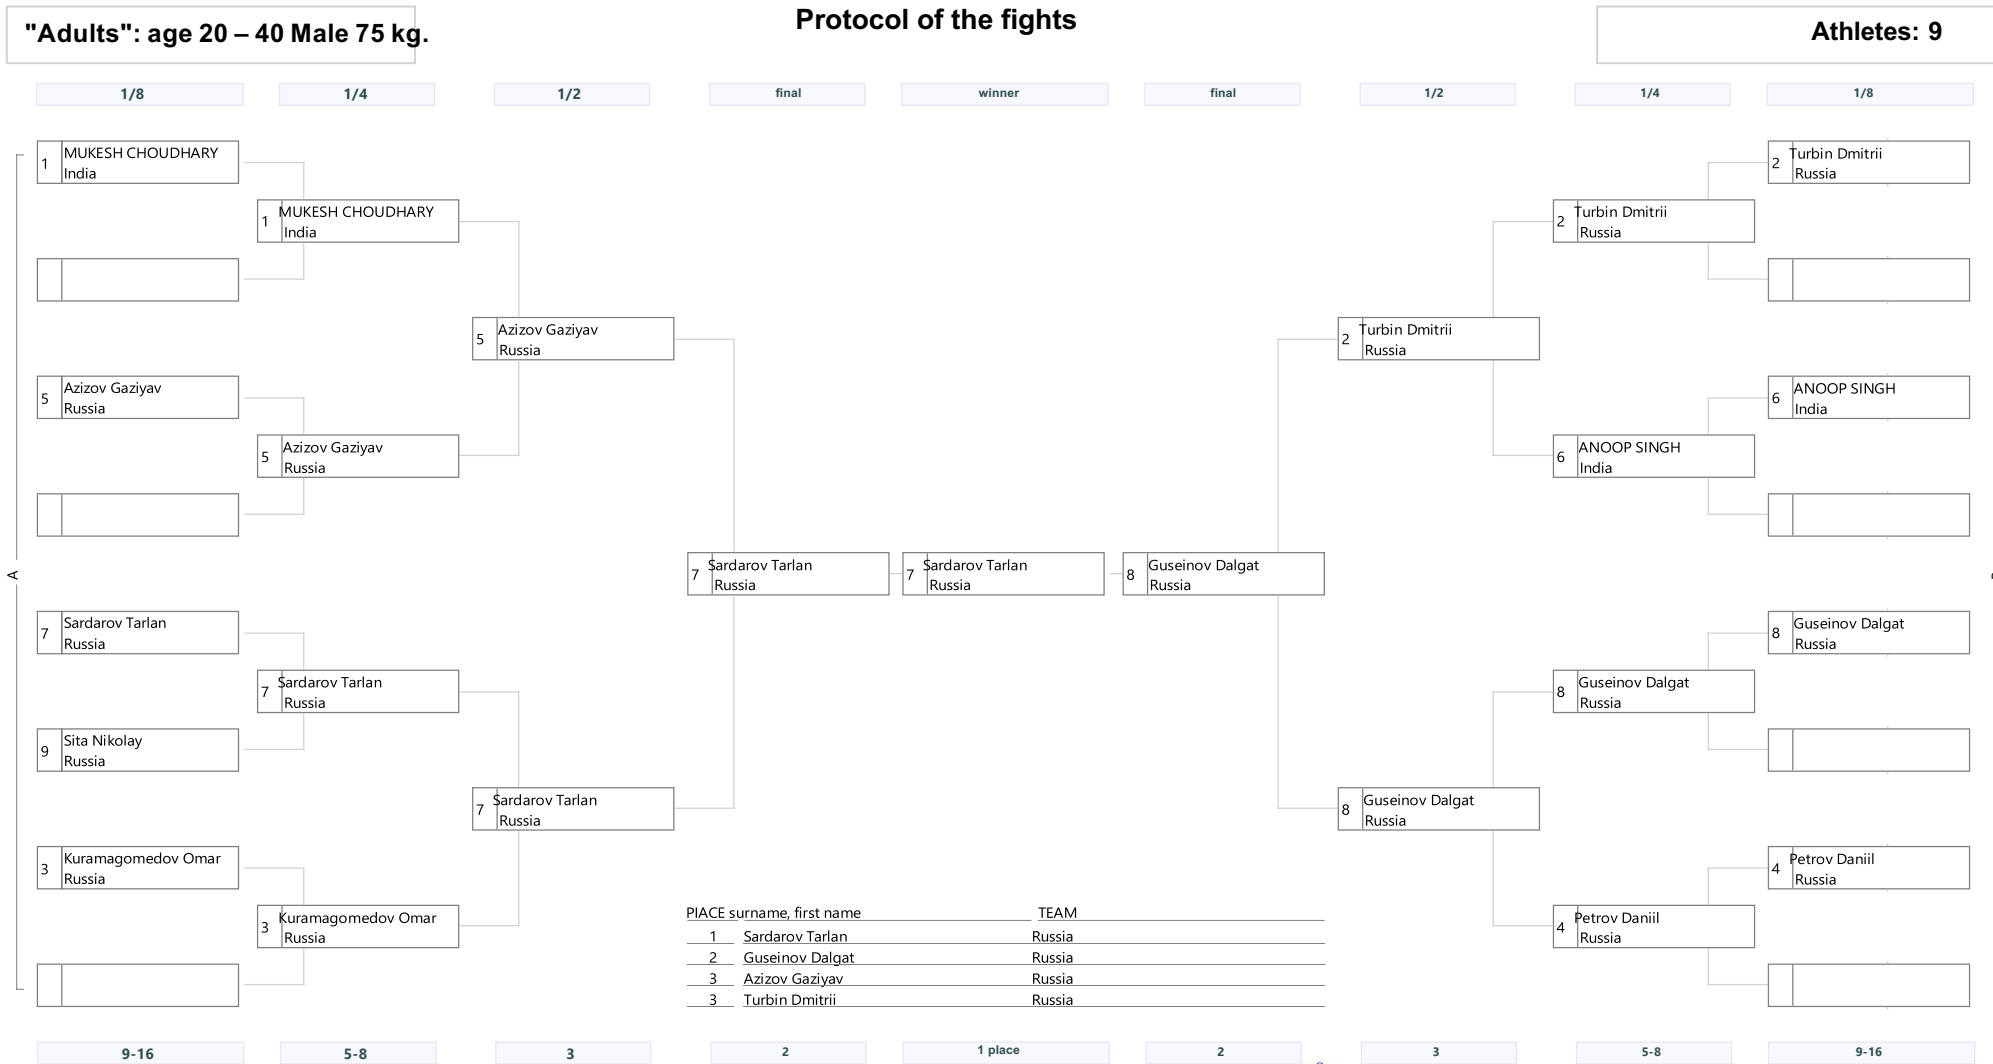 "Adults": age 20 – 40 Male 75 kg.
Protocol of the fights
Athletes: 9
1/8 1/4 1/2 final winner final 1/2 1/4 1/8
1 MUKESH CHOUDHARY
India
5 Azizov Gaziyav
Russia
7 Sardarov Tarlan
Russia
9 Sita Nikolay
Russia
3 Kuramagomedov Omar
Russia
A
1 MUKESH CHOUDHARY
India
5 Azizov Gaziyav
Russia
7 Sardarov Tarlan
Russia
3 Kuramagomedov Omar
Russia
5 Azizov Gaziyav
Russia
7 Sardarov Tarlan
Russia
7 Sardarov Tarlan
Russia
7 Sardarov Tarlan
Russia
8 Guseinov Dalgat
Russia
2 Turbin Dmitrii
Russia
8 Guseinov Dalgat
Russia
2 Turbin Dmitrii
Russia
6 ANOOP SINGH
India
8 Guseinov Dalgat
Russia
4 Petrov Daniil
Russia
2 Turbin Dmitrii
Russia
6 ANOOP SINGH
India
8 Guseinov Dalgat
Russia
4 Petrov Daniil
Russia
PIACE surname, first name TEAM
1 Sardarov Tarlan Russia
2 Guseinov Dalgat Russia
3 Azizov Gaziyav Russia
3 Turbin Dmitrii Russia
9-16 5-8 3 2 1 place 2 3 5-8 9-16